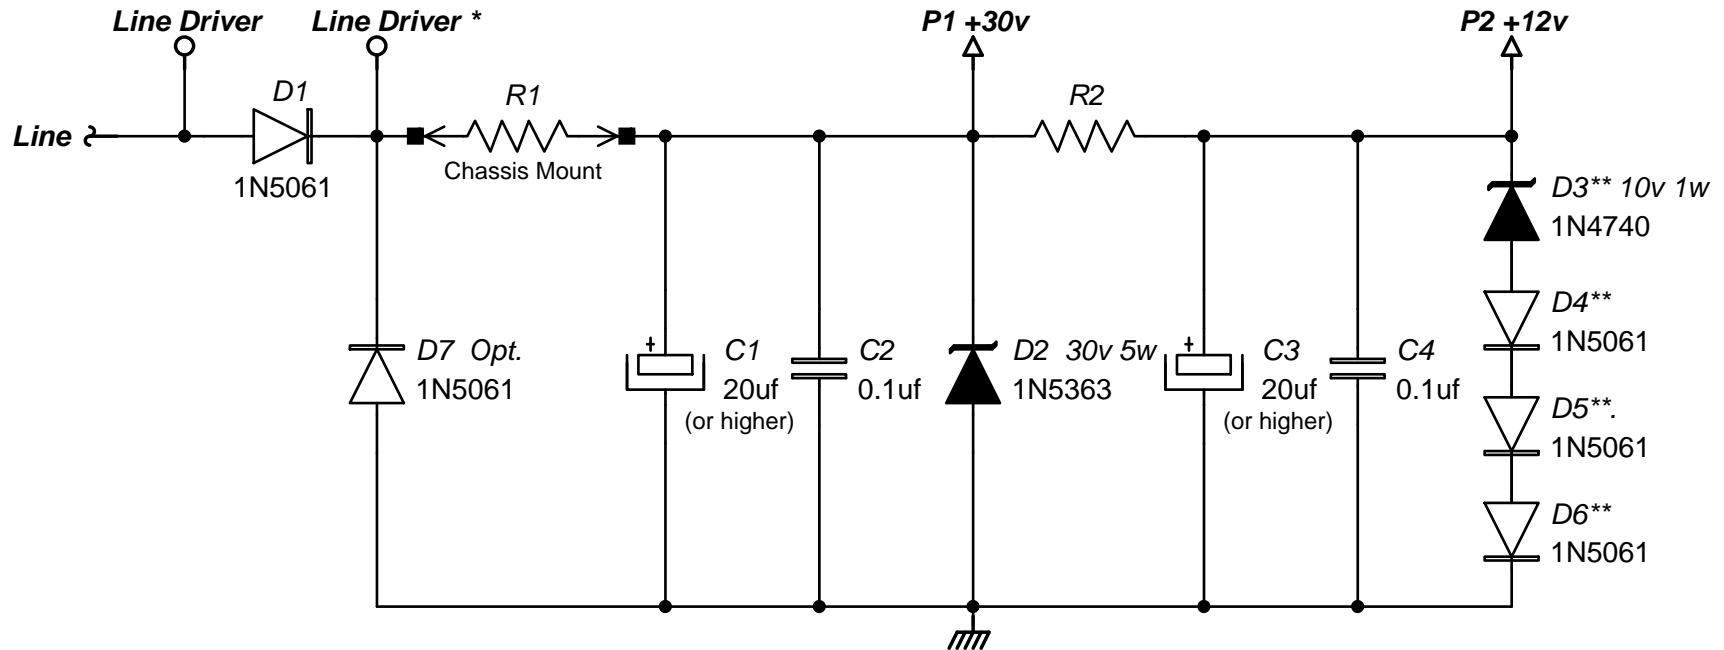 Line Driver
Line Driver *
P1 +30v
P2 +12v
D1
R1
R2
Line
Chassis Mount
1N5061
D3** 10v 1w
1N4740
D4**
1N5061
D7 Opt.
1N5061
+
C1
20uf
(or higher)
C2
0.1uf
D2 30v 5w
1N5363
+
C3
20uf
(or higher)
C4
0.1uf
D5**.
1N5061
D6**
1N5061